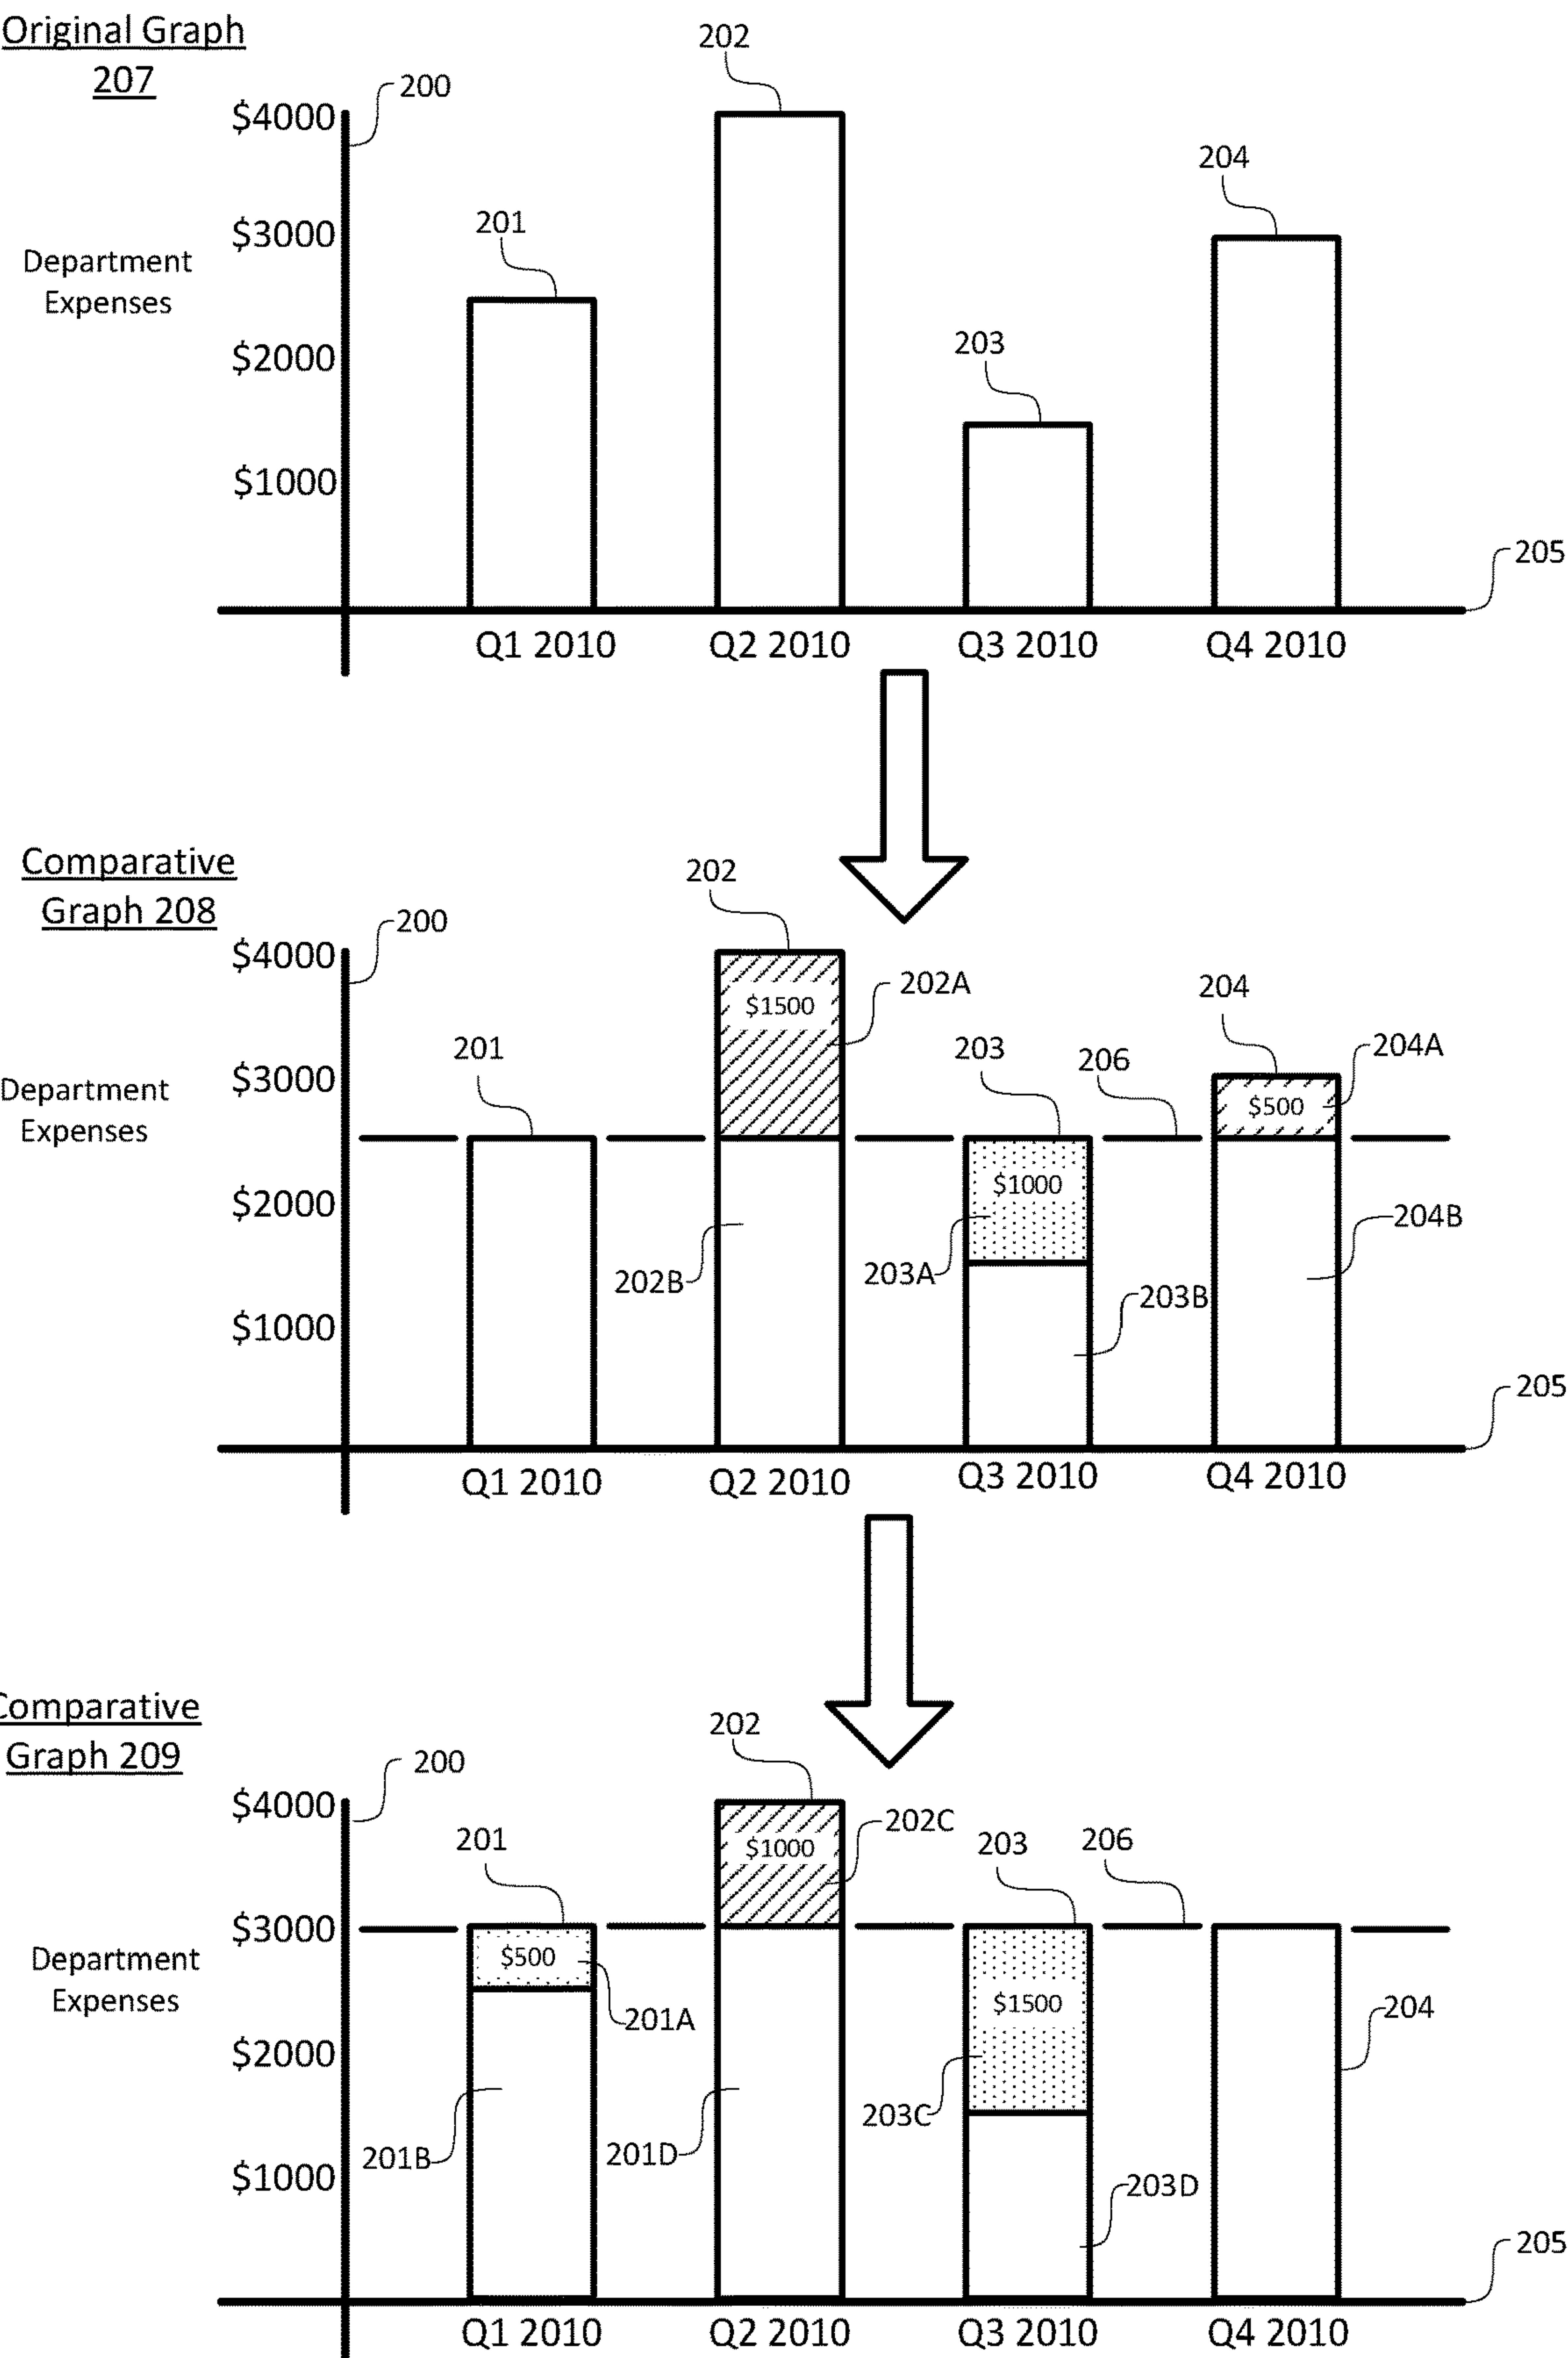 Original Graph
207
202
200
$4000
204
$3000
201
Department
Expenses
203
$2000
$1000
205
Q1 2010
Q2 2010
Q3 2010
Q4 2010
Comparative
Graph 208
202
200
$4000
202A
204
$1500
201
203
206
204A
$3000
Department
Expenses
$500
$1000
$2000
204B
203A
202B
203B
$1000
205
Q1 2010
Q2 2010
Q3 2010
Q4 2010
Comparative
Graph 209
202
200
$4000
202C
201
$1000
203
206
$3000
Department
Expenses
$500
$1500
204
201A
$2000
203C
201B
201D
$1000
203D
205
Q1 2010
Q2 2010
Q3 2010
Q4 2010